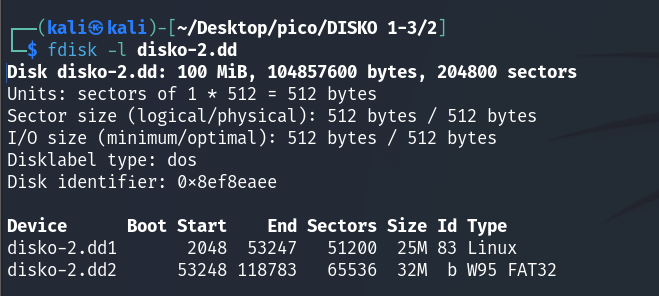 ┌──(kali㉿kali)-[~/Desktop/pico/DISKO 1-3/2]
└─$ fdisk -l disko-2.dd
Disk disko-2.dd: 100 MiB, 104857600 bytes, 204800 sectors
Units: sectors of 1 * 512 = 512 bytes
Sector size (logical/physical): 512 bytes / 512 bytes
I/O size (minimum/optimal): 512 bytes / 512 bytes
Disklabel type: dos
Disk identifier: 0x8ef8eaee

Device      Boot Start    End Sectors Size Id Type
disko-2.dd1       2048  53247   51200  25M 83 Linux
disko-2.dd2      53248 118783   65536  32M  b W95 FAT32